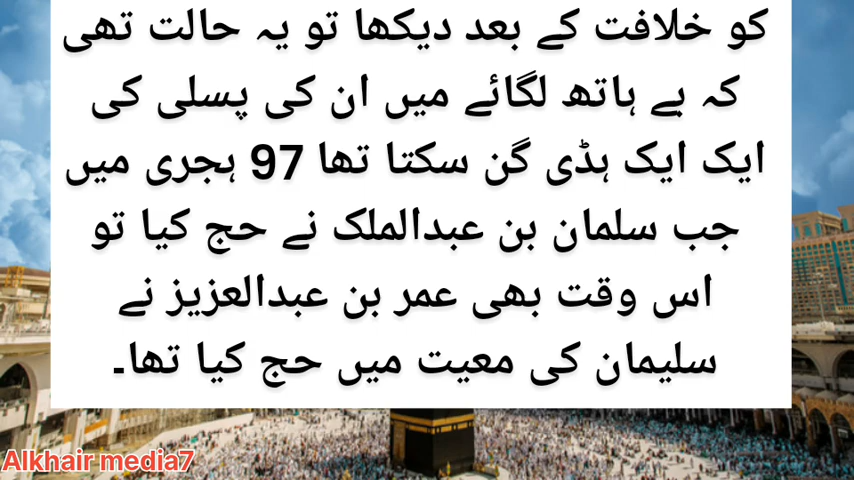 کو خلافت کے بعد دیکھا تو یہ حالت تھی
کہ بے ہاتھ لگائے میں ان کی پسلی کی
ایک ایک ہڈی گن سکتا تھا 97 ہجری میں
جب سلمان بن عبدالملک نے حج کیا تو
اس وقت بھی عمر بن عبدالعزیز نے
سلیمان کی معیت میں حج کیا تھا۔
Alkhair media7